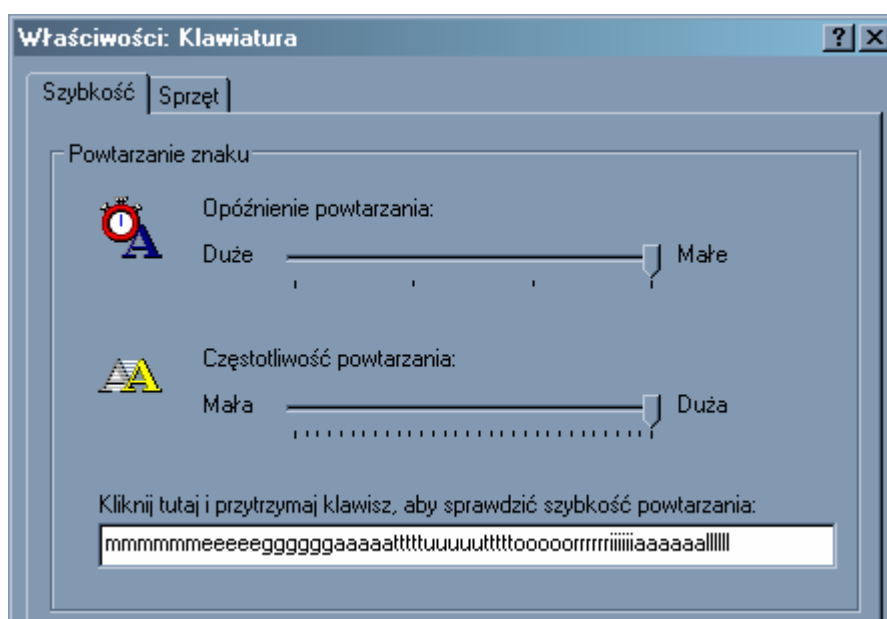 Właściwości: Klawiatura
Szybkość Sprzęt
Powtarzanie znaku
Opóźnienie powtarzania:
Duże Małe
Częstotliwość powtarzania:
Mała Duża
Kliknij tutaj i przytrzymaj klawisz, aby sprawdzić szybkość powtarzania:
mmmmmmeeeeeggggggaaaaatttttuuuuutttttooooorrrrrriiiiiiaaaaaallllll